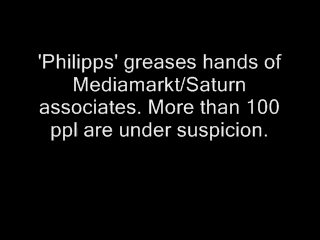 'Philipps' greases hands of
Mediamarkt/Saturn
associates. More than 100
ppl are under suspicion.